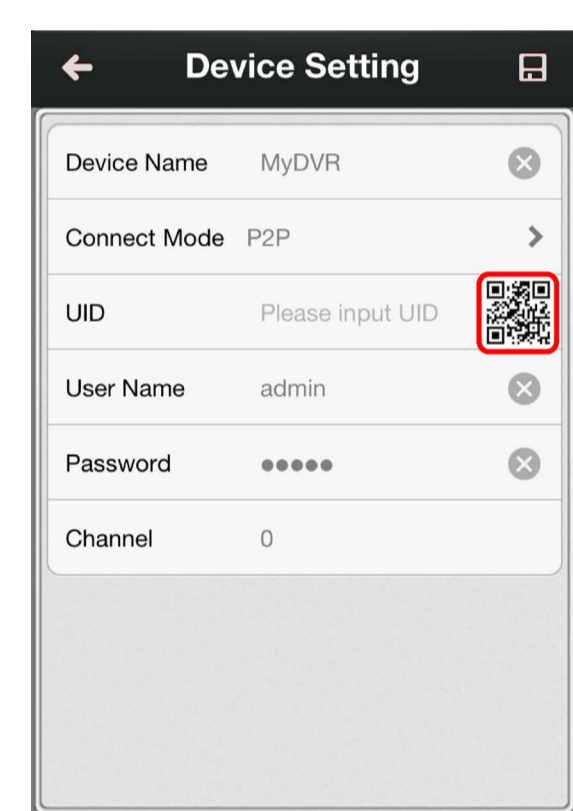 Device Setting
Device Name MyDVR
Connect Mode P2P
UID Please input UID
User Name admin
Password ●●●●●
Channel 0